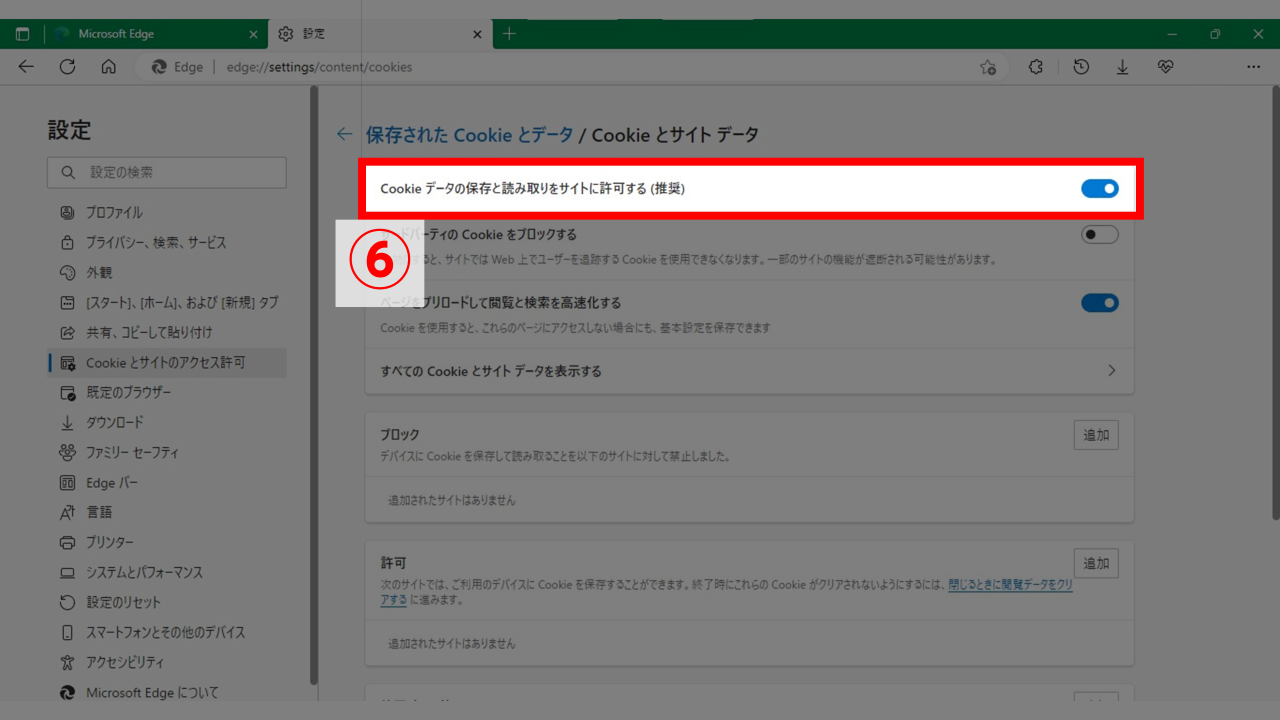 Microsoft Edge
設定
Edge
edge://settings/content/cookies
設定
設定の検索
プロファイル
プライバシー、検索、サービス
外観
[スタート]、[ホーム]、および [新規] タブ
共有、コピーして貼り付け
Cookie とサイトのアクセス許可
既定のブラウザー
ダウンロード
ファミリー セーフティ
Edge バー
言語
プリンター
システムとパフォーマンス
設定のリセット
スマートフォンとその他のデバイス
アクセシビリティ
Microsoft Edge について
保存された Cookie とデータ / Cookie とサイト データ
Cookie データの保存と読み取りをサイトに許可する (推奨)
⑥
パーティの Cookie をブロックする
ると、サイトでは Web 上でユーザーを追跡する Cookie を使用できなくなります。一部のサイトの機能が遮断される可能性があります。
ページをプリロードして閲覧と検索を高速化する
Cookie を使用すると、これらのページにアクセスしない場合にも、基本設定を保存できます
すべての Cookie とサイト データを表示する
ブロック
追加
デバイスに Cookie を保存して読み取ることを以下のサイトに対して禁止しました。
追加されたサイトはありません
許可
追加
次のサイトでは、ご利用のデバイスに Cookie を保存することができます。終了時にこれらの Cookie がクリアされないようにするには、閉じるときに閲覧データをクリ
アする に進みます。
追加されたサイトはありません